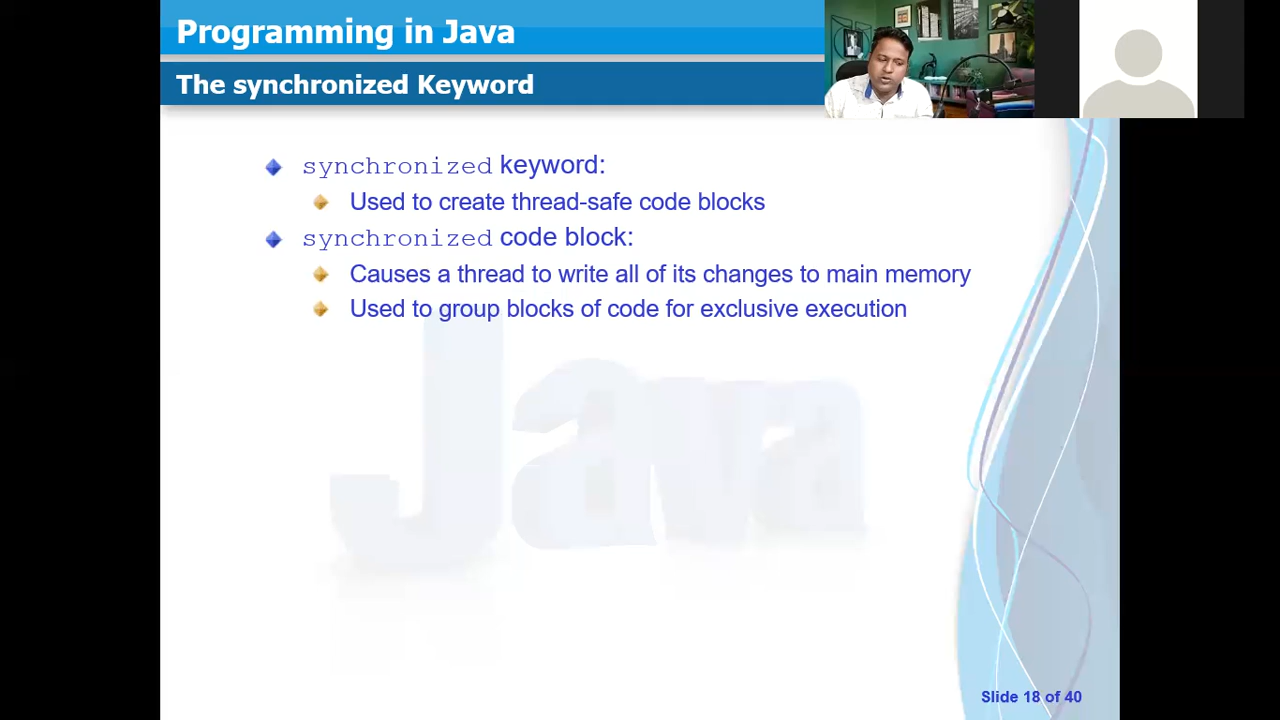 Programming in Java
The synchronized Keyword
synchronized keyword:
Used to create thread-safe code blocks
synchronized code block:
Causes a thread to write all of its changes to main memory
Used to group blocks of code for exclusive execution
Java
Slide 18 of 40